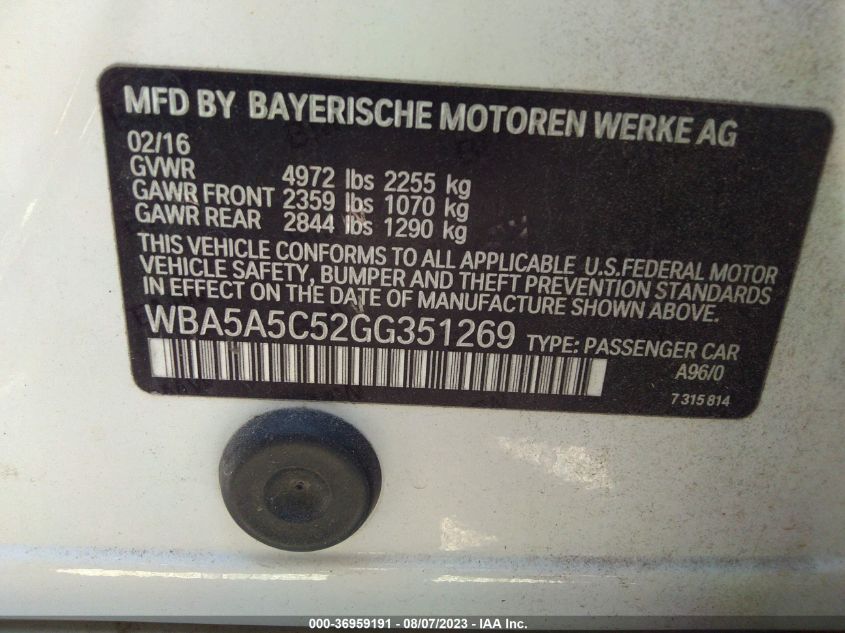 MFD BY BAYERISCHE MOTOREN WERKE AG
02/16
GVWR 4972 lbs 2255 kg
GAWR FRONT 2359 lbs 1070 kg
GAWR REAR 2844 lbs 1290 kg
THIS VEHICLE CONFORMS TO ALL APPLICABLE U.S.FEDERAL MOTOR
VEHICLE SAFETY, BUMPER AND THEFT PREVENTION STANDARDS
IN EFFECT ON THE DATE OF MANUFACTURE SHOWN ABOVE.
WBA5A5C52GG351269 TYPE: PASSENGER CAR
A96/0
7 315 814
000-36959191 - 08/07/2023 - IAA Inc.